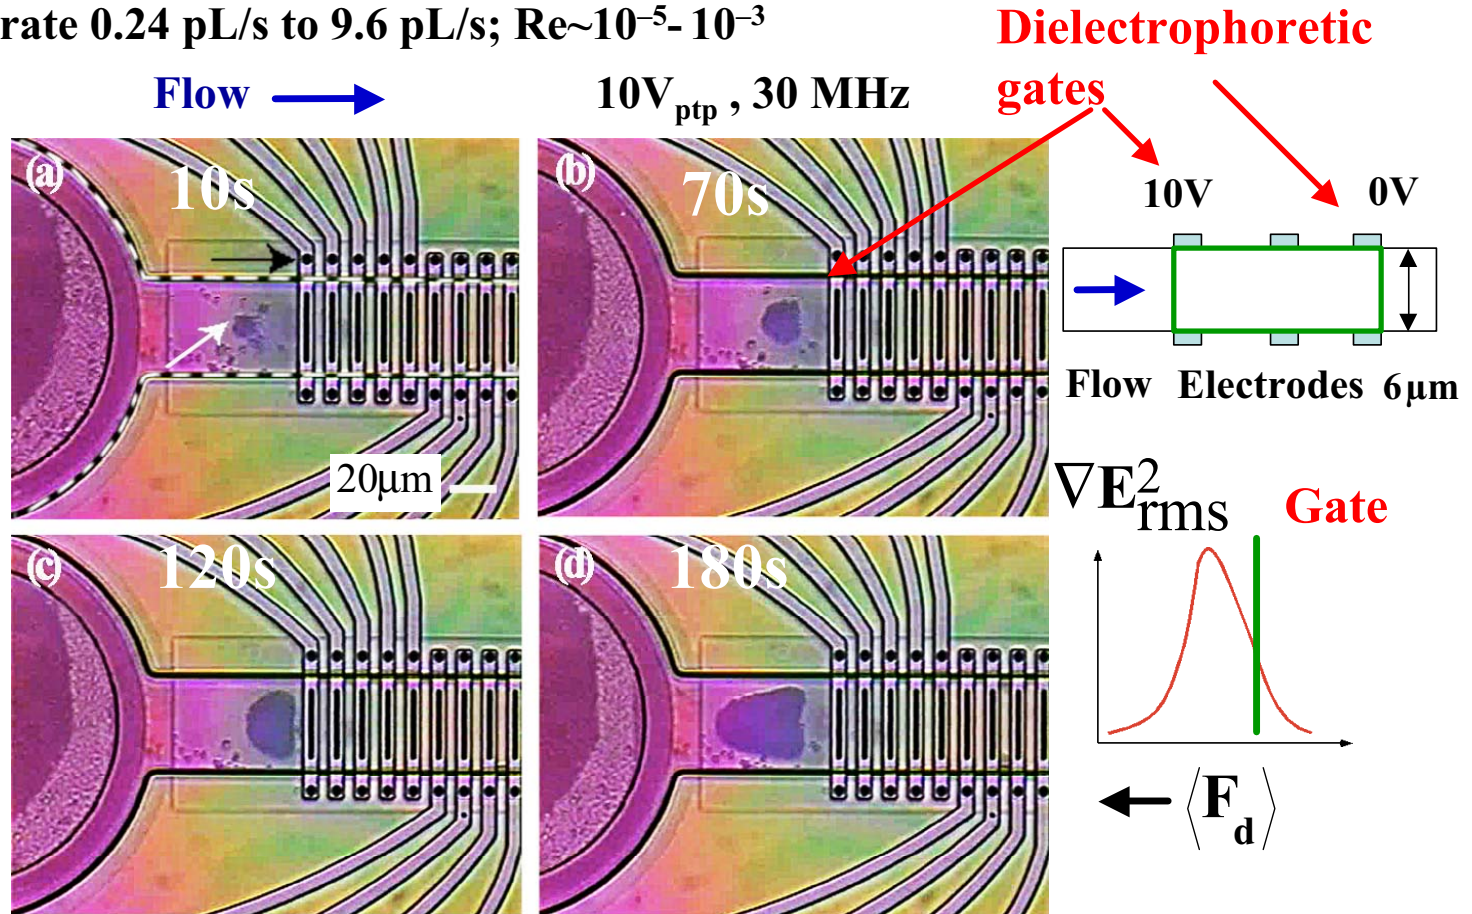 rate 0.24 pL/s to 9.6 pL/s; Re~10⁻⁵-10⁻³
Dielectrophoretic
gates
Flow
10Vₚₜₚ , 30 MHz
(a)
10s
(b)
70s
10V
0V
Flow Electrodes 6μm
20μm
∇E²rms
Gate
(c)
120s
(d)
180s
⟨F_d⟩